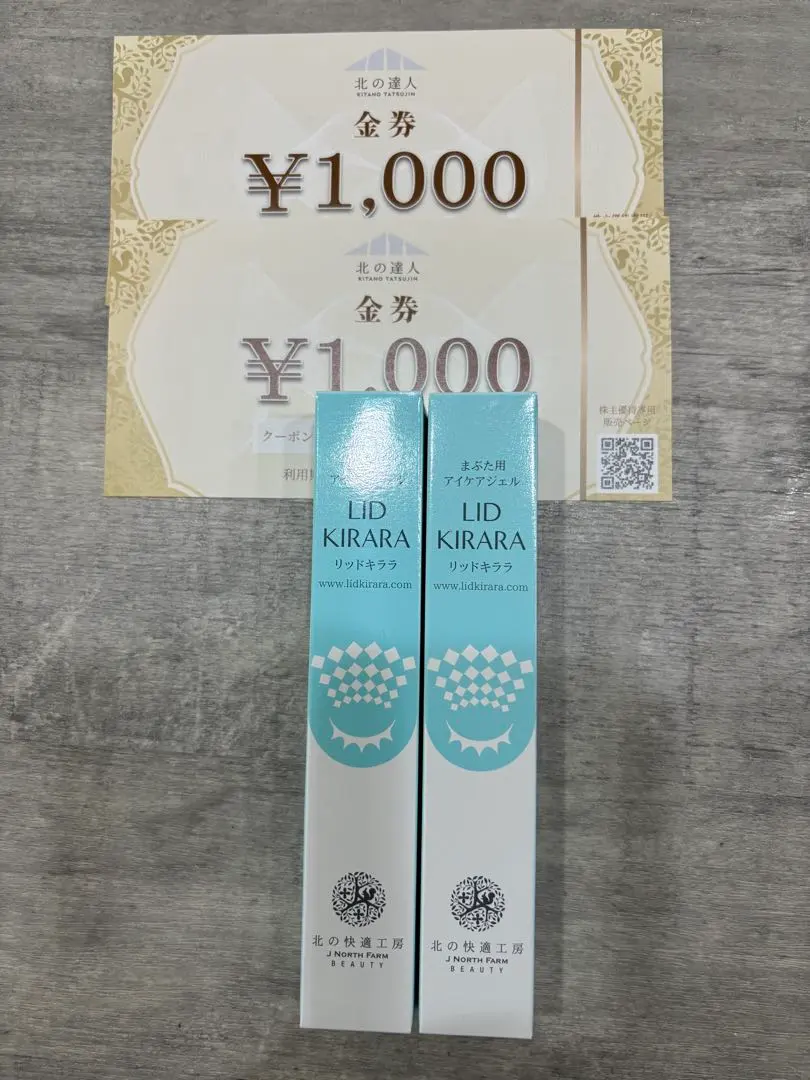 北の達人
KITANO TATSUJIN
金券
¥1,000
北の達人
KITANO TATSUJIN
金券
¥1,000
株主優待専用
販売ページ
クーポン
利用
まぶた用
アイケアジェル
LID
KIRARA
リッドキララ
www.lidkirara.com
北の快適工房
J NORTH FARM
BEAUTY
LID
KIRARA
リッドキララ
www.lidkirara.com
北の快適工房
J NORTH FARM
BEAUTY